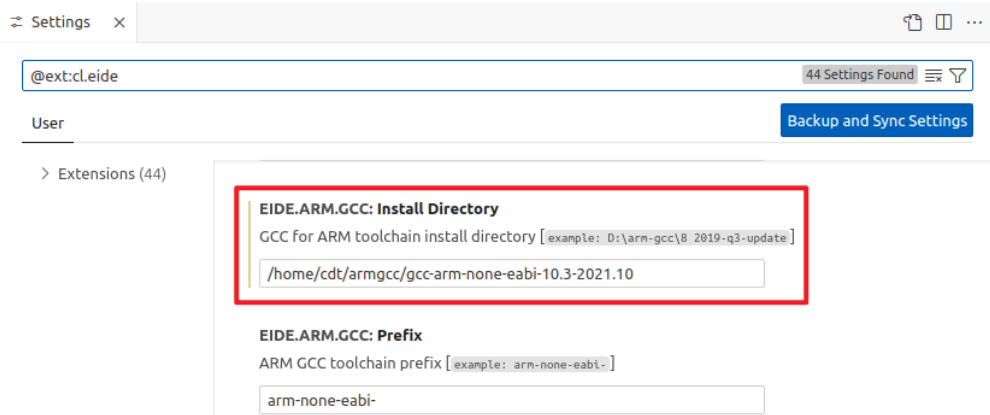 Settings
@ext:cl.eide
44 Settings Found
User
Backup and Sync Settings
Extensions (44)
EIDE.ARM.GCC: Install Directory
GCC for ARM toolchain install directory [example: D:\arm-gcc\8 2019-q3-update]
/home/cdt/armgcc/gcc-arm-none-eabi-10.3-2021.10
EIDE.ARM.GCC: Prefix
ARM GCC toolchain prefix [example: arm-none-eabi-]
arm-none-eabi-